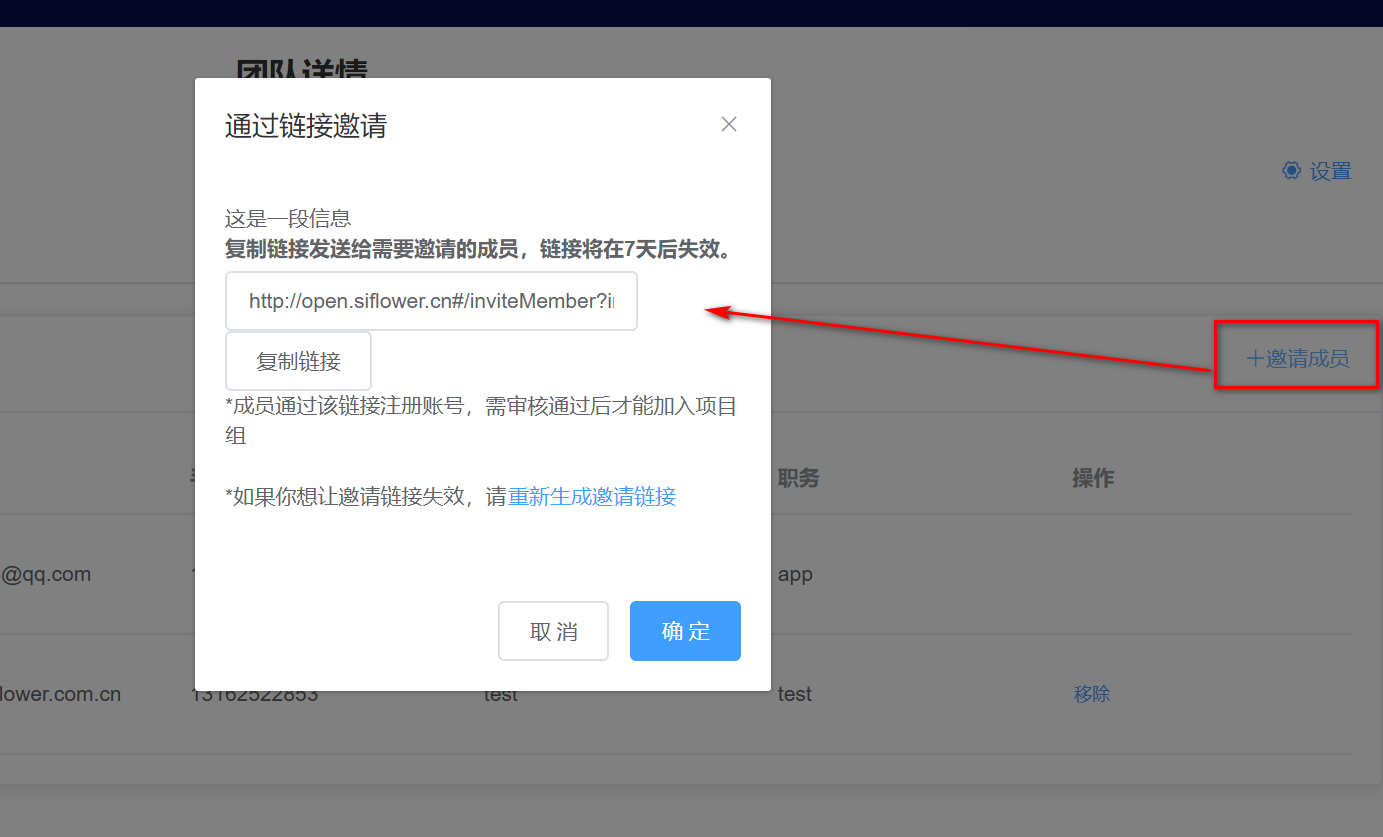 团队详情
通过链接邀请
设置
这是一段信息
复制链接发送给需要邀请的成员，链接将在7天后失效。
http://open.siflower.cn#/inviteMember?i
复制链接
+邀请成员
*成员通过该链接注册账号，需审核通过后才能加入项目
组
职务 操作
*如果你想让邀请链接失效，请重新生成邀请链接
@qq.com app
取 消 确 定
lower.com.cn 13162522853 test test 移除